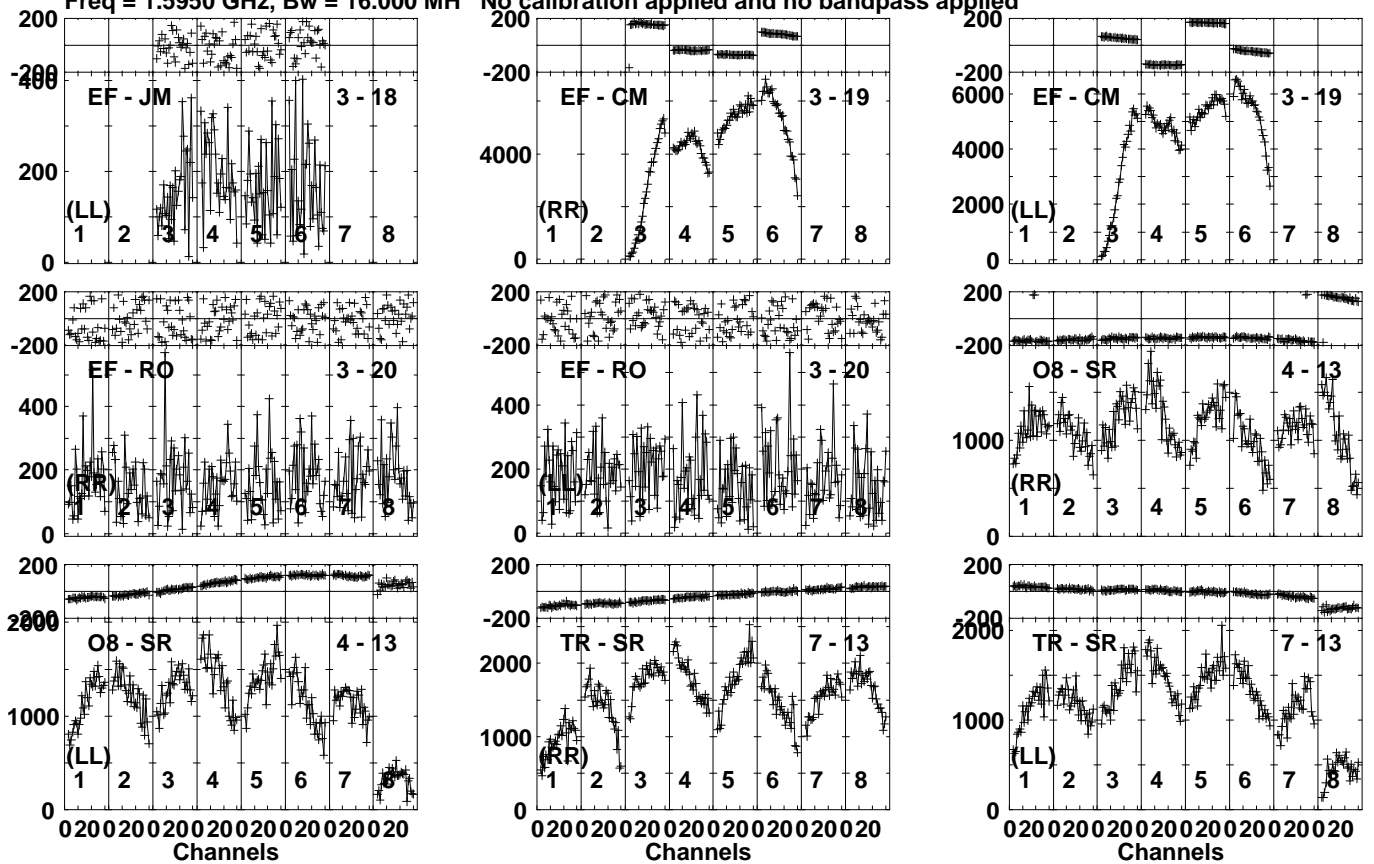 Freq = 1.5950 GHz, Bw = 16.000 MH No calibration applied and no bandpass applied
200 200 200
-200 -200 -200
400
EF - JM 3 - 18 EF - CM 3 - 19 EF - CM 3 - 19
6000
4000 4000
200
2000
(LL) (RR) (LL)
1 2 3 4 5 6 7 8 1 2 3 4 5 6 7 8 1 2 3 4 5 6 7 8
0 0 0
200 200 200
-200 -200 -200
EF - RO 3 - 20 EF - RO 3 - 20 O8 - SR 4 - 13
400 400
1000
200 200
(RR) (LL) (RR)
1 2 3 4 5 6 7 8 1 2 3 4 5 6 7 8 1 2 3 4 5 6 7 8
0 0 0
200 200 200
-200 -200 -200
2000 2000
O8 - SR 4 - 13 TR - SR 7 - 13 TR - SR 7 - 13
2000
1000 1000 1000
(LL) (RR) (LL)
1 2 3 4 5 6 7 8 1 2 3 4 5 6 7 8 1 2 3 4 5 6 7 8
0 0 0
0 20 0 20 0 20 0 20 0 20 0 20 0 20 0 20 0 20 0 20 0 20 0 20 0 20 0 20 0 20 0 20 0 20 0 20 0 20 0 20 0 20 0 20 0 20 0 20
Channels Channels Channels